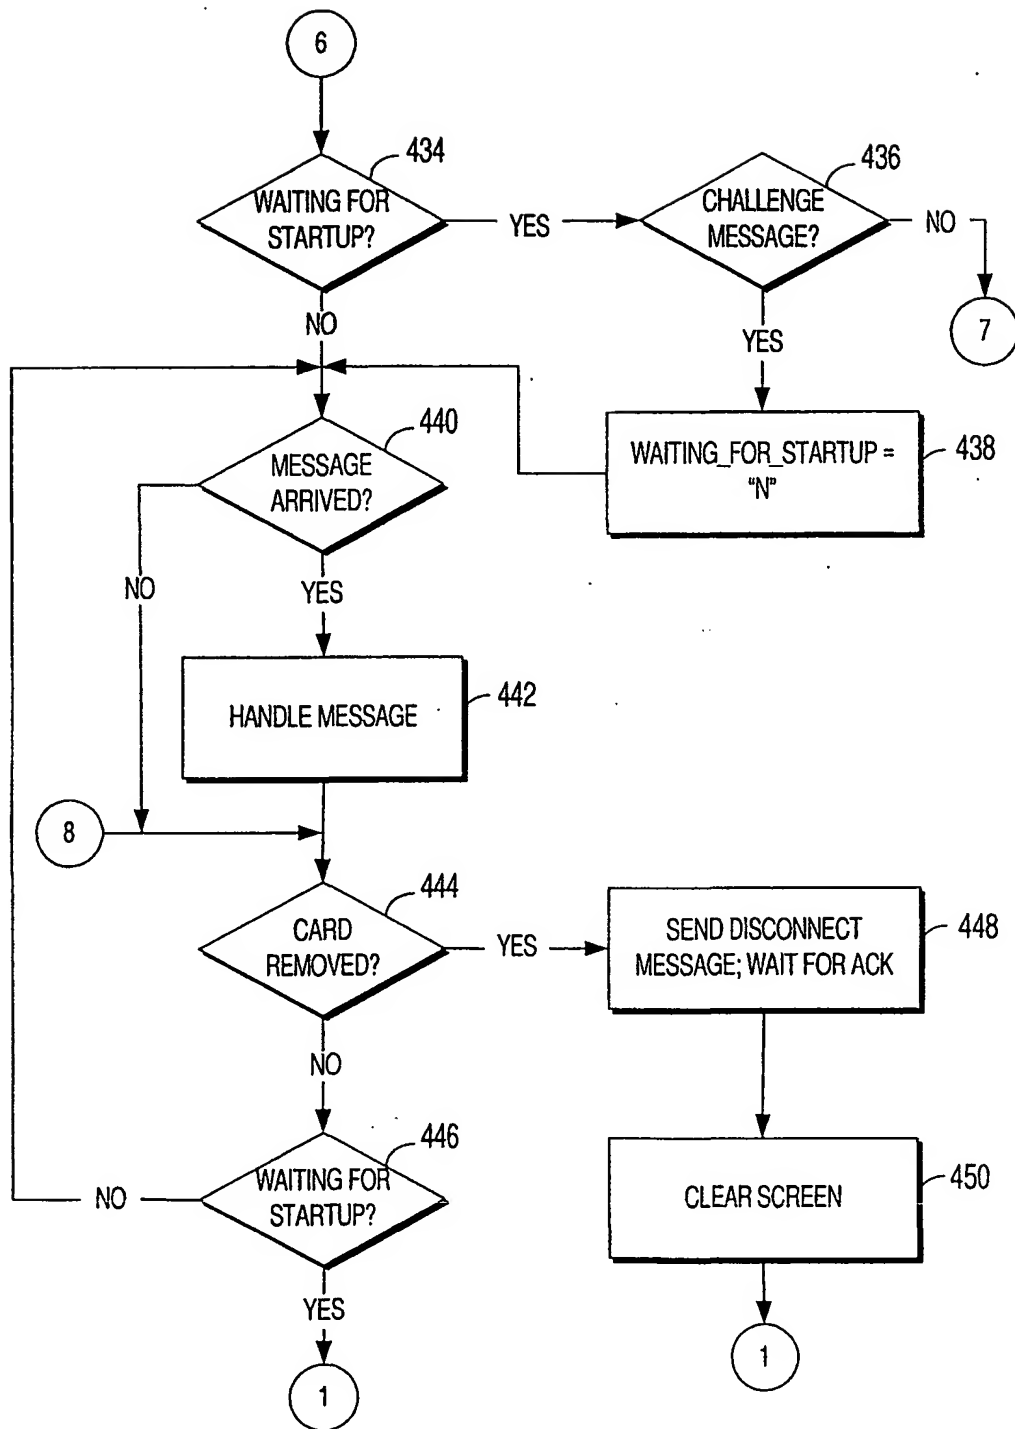 6
434
WAITING FOR
STARTUP?
YES
436
CHALLENGE
MESSAGE?
NO
7
NO
YES
440
MESSAGE
ARRIVED?
WAITING_FOR_STARTUP =
"N"
438
NO
YES
HANDLE MESSAGE
442
8
444
CARD
REMOVED?
YES
SEND DISCONNECT
MESSAGE; WAIT FOR ACK
448
NO
446
WAITING FOR
STARTUP?
NO
CLEAR SCREEN
450
YES
1
1